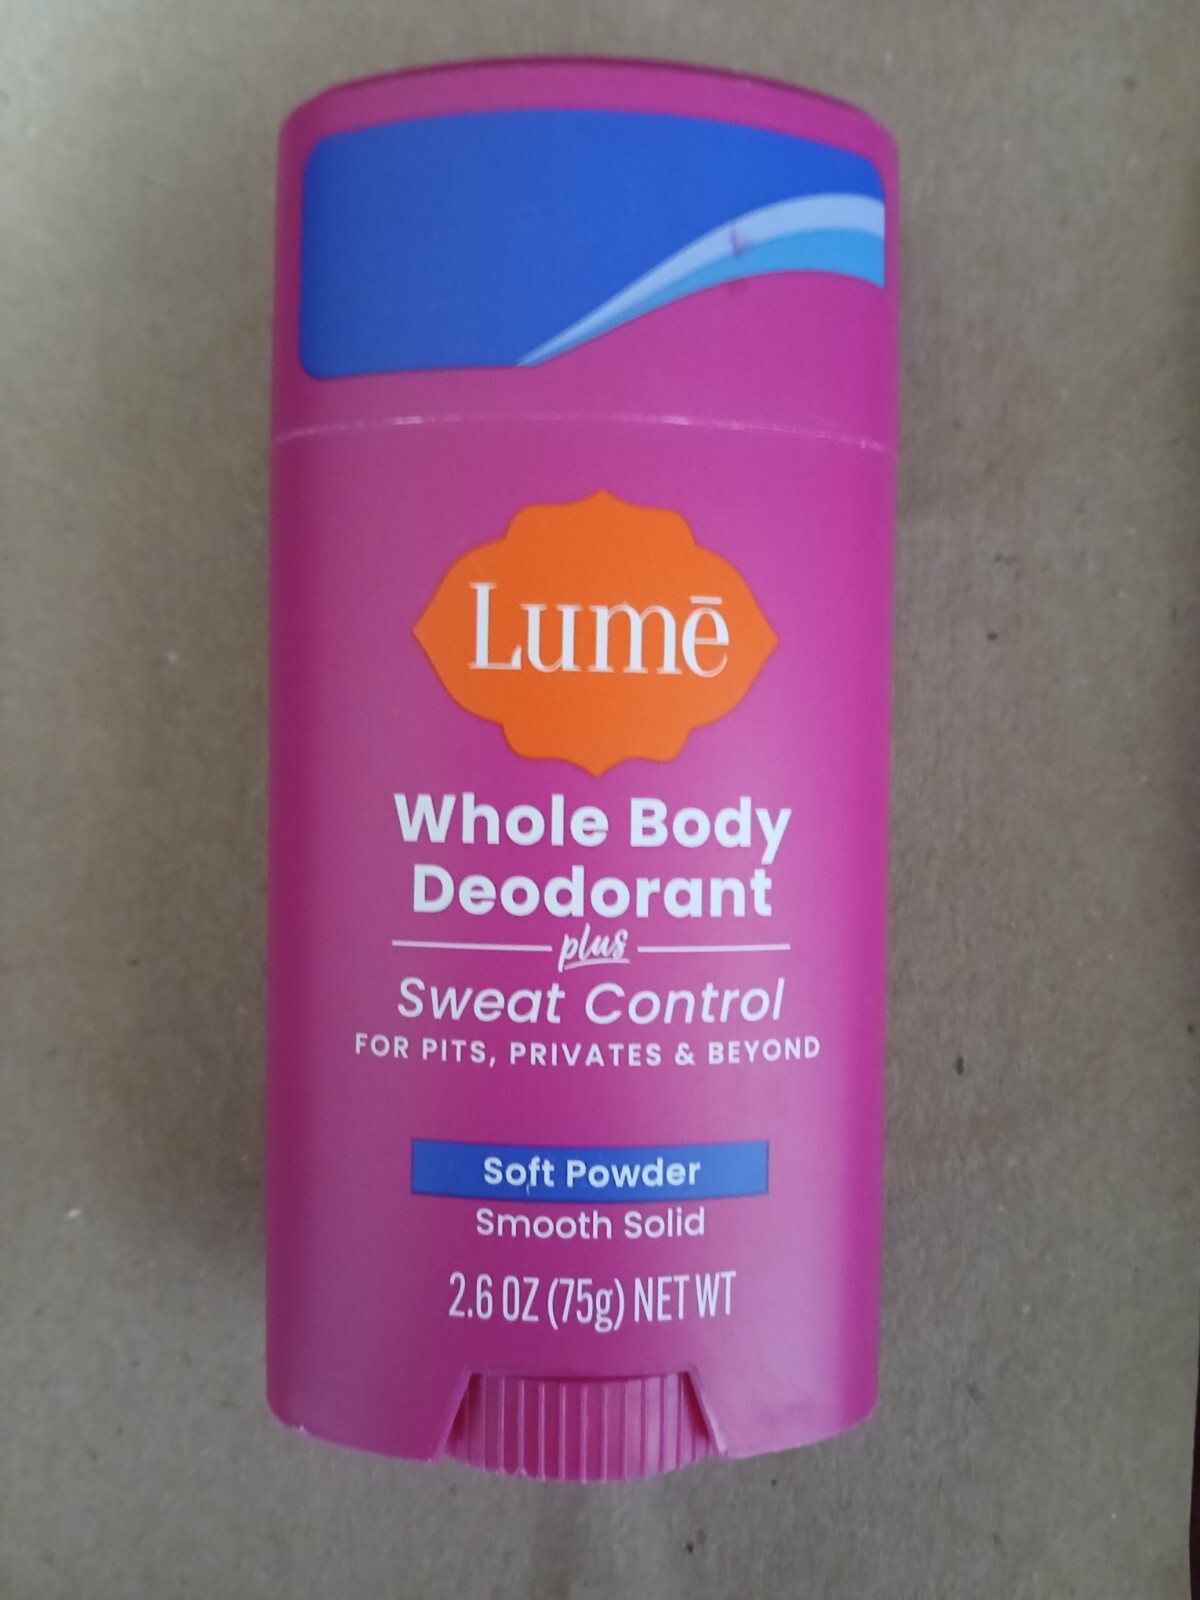 Lumē
Whole Body
Deodorant
plus
Sweat Control
FOR PITS, PRIVATES & BEYOND
Soft Powder
Smooth Solid
2.6 OZ (75g) NET WT